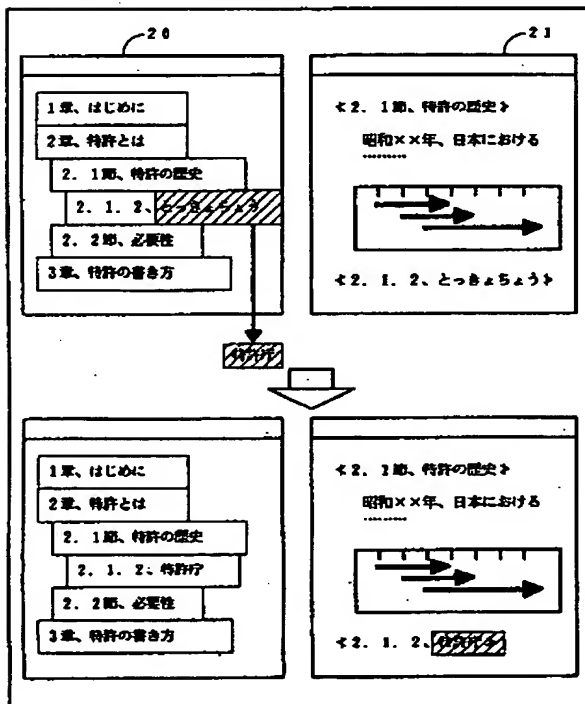 20
21
1章、はじめに
2章、特許とは
2.1節、特許の歴史
2.1.2、とっきょちょう
2.2節、必要性
3章、特許の書き方
<2.1節、特許の歴史>
昭和××年、日本における
<2.1.2、とっきょちょう>
特許庁
1章、はじめに
2章、特許とは
2.1節、特許の歴史
2.1.2、特許庁
2.2節、必要性
3章、特許の書き方
<2.1節、特許の歴史>
昭和××年、日本における
<2.1.2、特許庁>